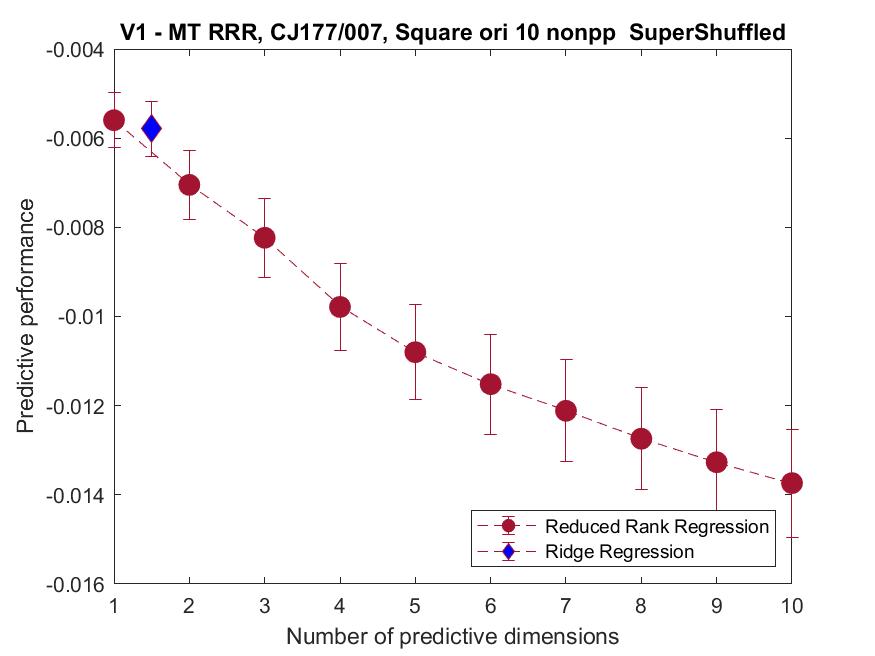 V1 - MT RRR, CJ177/007, Square ori 10 nonpp  SuperShuffled
-0.004
-0.006
-0.008
-0.01
-0.012
-0.014
-0.016
Predictive performance
Reduced Rank Regression
Ridge Regression
1 2 3 4 5 6 7 8 9 10
Number of predictive dimensions